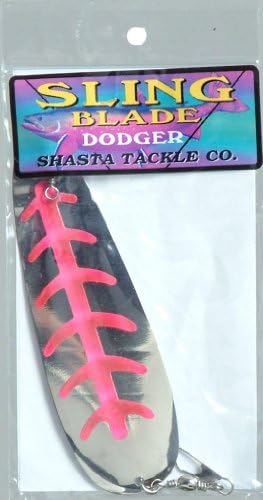 SLING
BLADE
DODGER
SHASTA TACKLE CO.